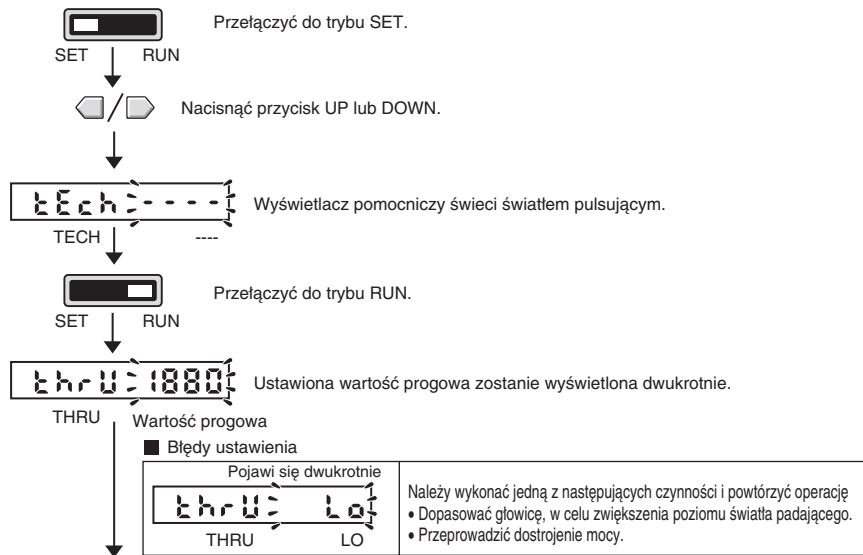 Przełączyć do trybu SET.
SET RUN
Nacisnąć przycisk UP lub DOWN.
tEch ----
Wyświetlacz pomocniczy świeci światłem pulsującym.
TECH ----
Przełączyć do trybu RUN.
SET RUN
thrU 1880
Ustawiona wartość progowa zostanie wyświetlona dwukrotnie.
THRU Wartość progowa
■ Błędy ustawienia
Pojawi się dwukrotnie
thrU Lo
THRU LO
Należy wykonać jedną z następujących czynności i powtórzyć operację
• Dopasować głowicę, w celu zwiększenia poziomu światła padającego.
• Przeprowadzić dostrojenie mocy.